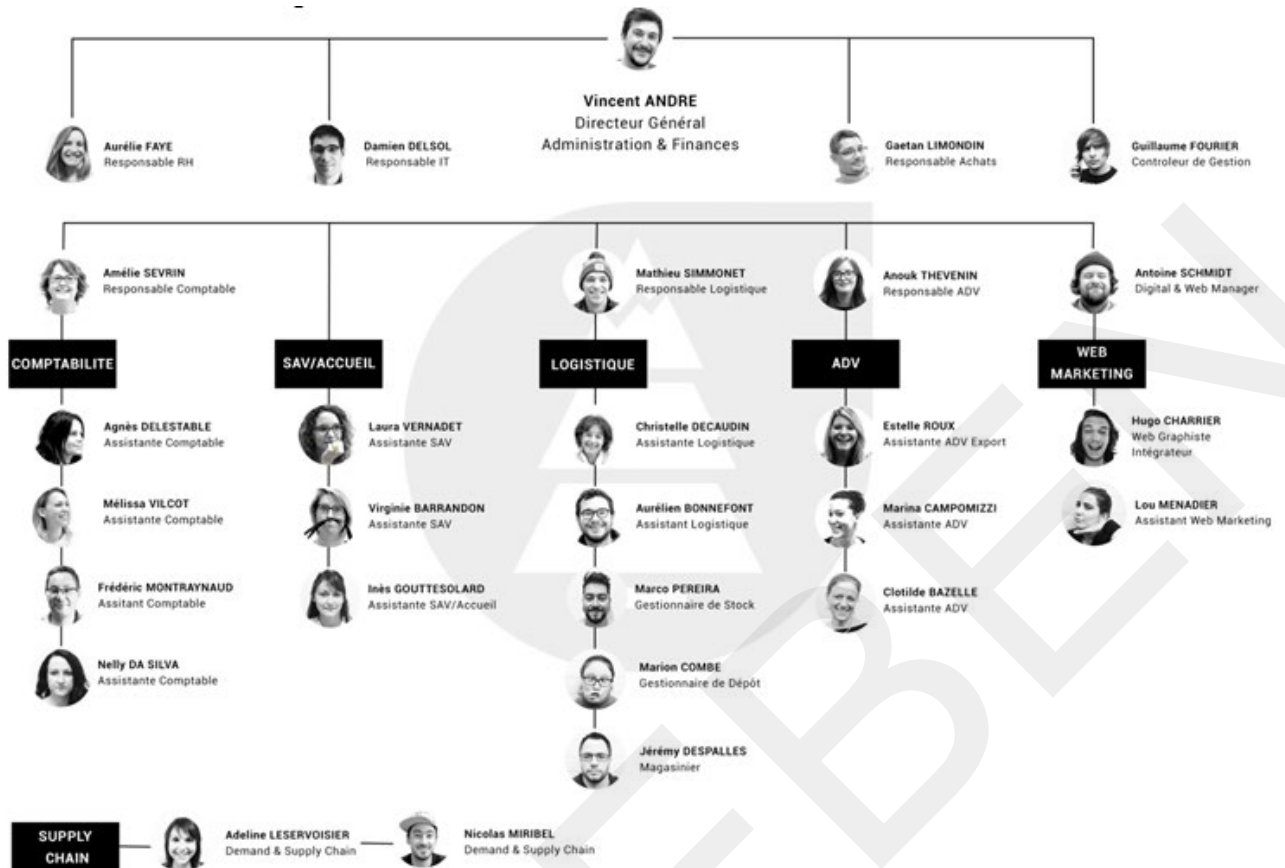 Vincent ANDRE
Directeur Général
Administration & Finances
Aurélie FAYE
Responsable RH
Damien DELSOL
Responsable IT
Gaetan LIMONDIN
Responsable Achats
Guillaume FOURIER
Controleur de Gestion
Amélie SEVRIN
Responsable Comptable
Mathieu SIMMONET
Responsable Logistique
Anouk THEVENIN
Responsable ADV
Antoine SCHMIDT
Digital & Web Manager
COMPTABILITE
SAV/ACCUEIL
LOGISTIQUE
ADV
WEB
MARKETING
Agnès DELESTABLE
Assistante Comptable
Laura VERNADET
Assistante SAV
Christelle DECAUDIN
Assistante Logistique
Estelle ROUX
Assistante ADV Export
Hugo CHARRIER
Web Graphiste
Intégrateur
Mélissa VILCOT
Assistante Comptable
Virginie BARRANDON
Assistante SAV
Aurélien BONNEFONT
Assistant Logistique
Marina CAMPOMIZZI
Assistante ADV
Lou MENADIER
Assistant Web Marketing
Frédéric MONTRAYNAUD
Assitant Comptable
Inès GOUTTESOLARD
Assistante SAV/Accueil
Marco PEREIRA
Gestionnaire de Stock
Clotilde BAZELLE
Assistante ADV
Nelly DA SILVA
Assistante Comptable
Marion COMBE
Gestionnaire de Dépôt
Jérémy DESPALLES
Magasinier
SUPPLY
CHAIN
Adeline LESERVOISIER
Demand & Supply Chain
Nicolas MIRIBEL
Demand & Supply Chain